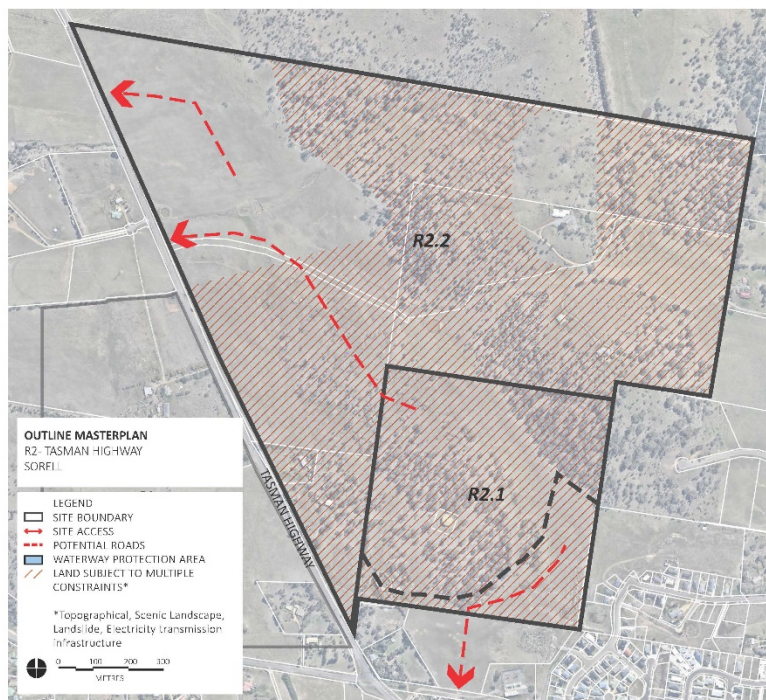 R2.2
R2.1
TASMAN HIGHWAY
OUTLINE MASTERPLAN
R2- TASMAN HIGHWAY
SORELL
LEGEND
SITE BOUNDARY
SITE ACCESS
POTENTIAL ROADS
WATERWAY PROTECTION AREA
LAND SUBJECT TO MULTIPLE
CONSTRAINTS*
*Topographical, Scenic Landscape,
Landslide, Electricity transmission
infrastructure
0 100 200 300
METRES